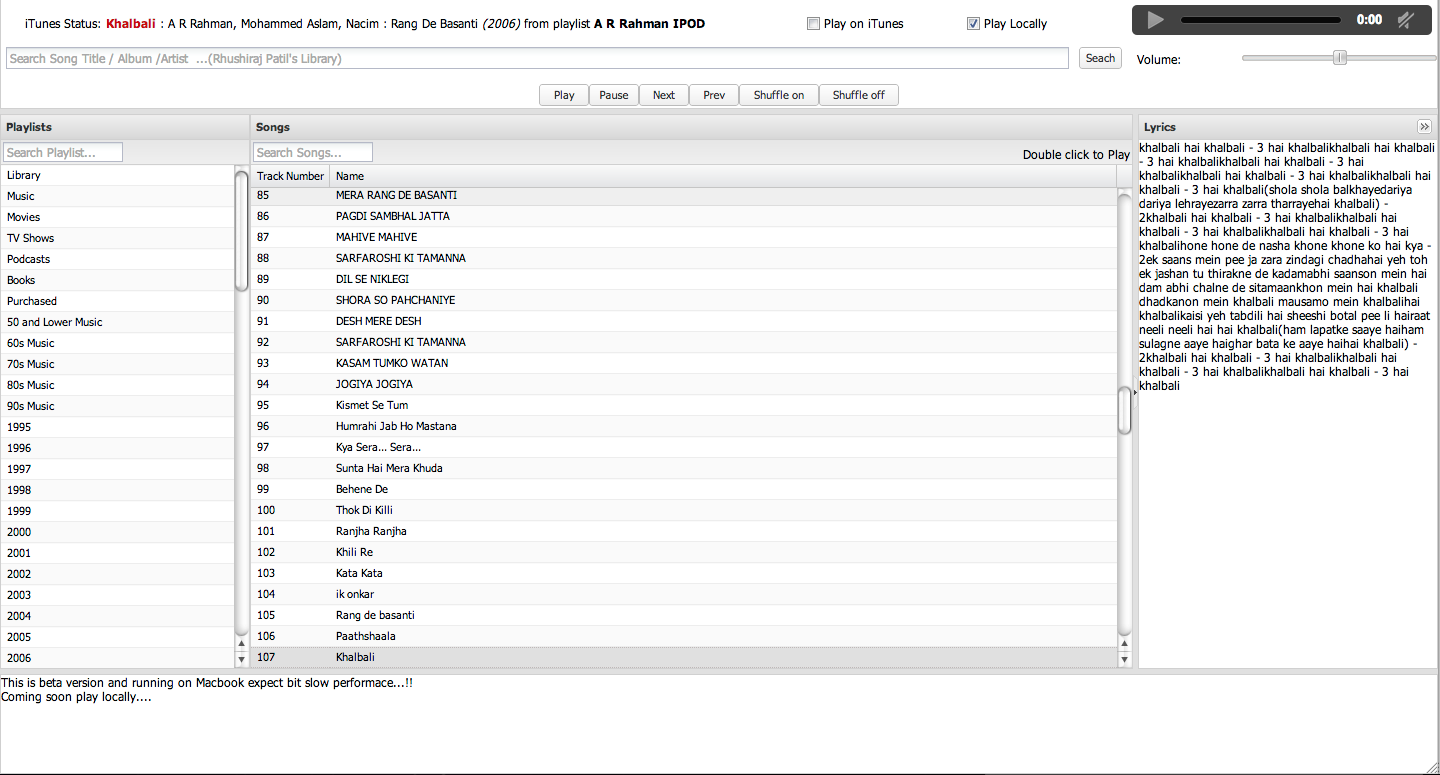 iTunes Status: Khalbali : A R Rahman, Mohammed Aslam, Nacim : Rang De Basanti (2006) from playlist A R Rahman IPOD
Play on iTunes
Play Locally
0:00
Search Song Title / Album /Artist ...(Rhushiraj Patil's Library)
Seach
Volume:
Play Pause Next Prev Shuffle on Shuffle off
Playlists
Search Playlist...
Library
Music
Movies
TV Shows
Podcasts
Books
Purchased
50 and Lower Music
60s Music
70s Music
80s Music
90s Music
1995
1996
1997
1998
1999
2000
2001
2002
2003
2004
2005
2006
Songs
Search Songs...
Double click to Play
Track Number Name
85 MERA RANG DE BASANTI
86 PAGDI SAMBHAL JATTA
87 MAHIVE MAHIVE
88 SARFAROSHI KI TAMANNA
89 DIL SE NIKLEGI
90 SHORA SO PAHCHANIYE
91 DESH MERE DESH
92 SARFAROSHI KI TAMANNA
93 KASAM TUMKO WATAN
94 JOGIYA JOGIYA
95 Kismet Se Tum
96 Humrahi Jab Ho Mastana
97 Kya Sera... Sera...
98 Sunta Hai Mera Khuda
99 Behene De
100 Thok Di Killi
101 Ranjha Ranjha
102 Khili Re
103 Kata Kata
104 ik onkar
105 Rang de basanti
106 Paathshaala
107 Khalbali
Lyrics
khalbali hai khalbali - 3 hai khalbalikhalbali hai khalbali
- 3 hai khalbalikhalbali hai khalbali - 3 hai
khalbalikhalbali hai khalbali - 3 hai khalbalikhalbali hai
khalbali - 3 hai khalbali(shola shola balkhayedariya
dariya lehrayezarra zarra tharrayehai khalbali) -
2khalbali hai khalbali - 3 hai khalbalikhalbali hai
khalbali - 3 hai khalbalikhalbali hai khalbali - 3 hai
khalbalihone hone de nasha khone khone ko hai kya -
2ek saans mein pee ja zara zindagi chadhahai yeh toh
ek jashan tu thirakne de kadamabhi saanson mein hai
dam abhi chalne de sitamaankhon mein hai khalbali
dhadkanon mein khalbali mausamo mein khalbalihai
khalbalikaisi yeh tabdili hai sheeshi botal pee li hairaat
neeli neeli hai hai khalbali(ham lapatke saaye haiham
sulagne aaye haighar bata ke aaye haihai khalbali) -
2khalbali hai khalbali - 3 hai khalbalikhalbali hai
khalbali - 3 hai khalbalikhalbali hai khalbali - 3 hai
khalbali
This is beta version and running on Macbook expect bit slow performace...!!
Coming soon play locally....